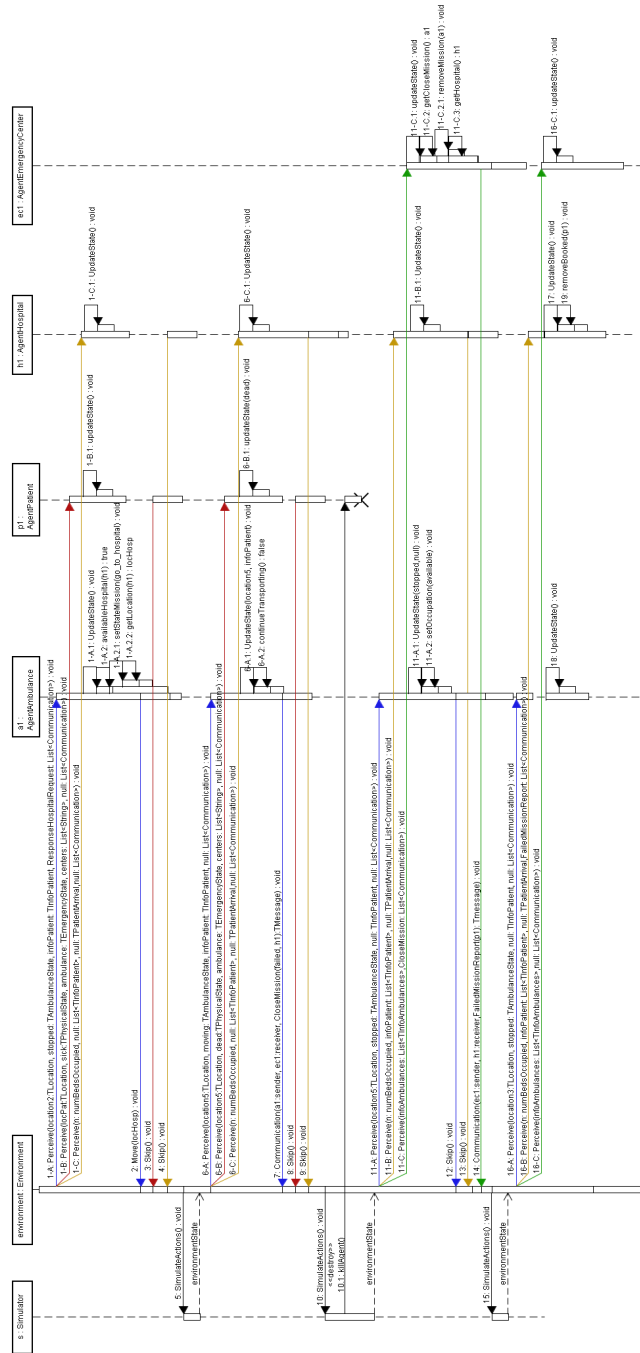 s : Simulator
environment : Environment
a1 :
AgentAmbulance
p1 :
AgentPatient
h1 : AgentHospital
ec1 : AgentEmergencyCenter
1-A: Perceive(location2:TLocation, stopped: TAmbulanceState, infoPatient: TInfoPatient, ResponseHospitalRequest: List<Communication>) : void
1-B: Perceive(locPat:TLocation, sick:TPhysicalState, ambulance: TEmergencyState, centers: List<String>, null: List<Communication>) : void
1-C: Perceive(n: numBedsOccupied, null: List<TInfoPatient>, null: TPatientArrival,null: List<Communication>) : void
1-A.1: UpdateState() : void
1-A.2: availableHospital(h1) : true
1-A.2.1: setStateMission(go_to_hospital) : void
1-A.2.2: getLocation(h1) : locHosp
1-B.1: updateState() : void
1-C.1: UpdateState() : void
2: Move(locHosp) : void
3: Skip() : void
4: Skip() : void
5: SimulateActions() : void
environmentState
6-A: Perceive(location5:TLocation, moving: TAmbulanceState, infoPatient: TInfoPatient, null: List<Communication>) : void
6-B: Perceive(location5:TLocation, dead:TPhysicalState, ambulance: TEmergencyState, centers: List<String>, null: List<Communication>) : void
6-C: Perceive(n: numBedsOccupied, null: List<TInfoPatient>, null: TPatientArrival,null: List<Communication>) : void
6-A.1: UpdateState(location5, infoPatient) : void
6-A.2: continueTransporting() : false
6-B.1: updateState(dead) : void
6-C.1: UpdateState() : void
7: Communication(a1:sender, ec1:receiver, CloseMission(failed, h1):TMessage) : void
8: Skip() : void
9: Skip() : void
10: SimulateActions() : void
<<destroy>>
10.1: killAgent()
environmentState
11-A: Perceive(location5:TLocation, stopped: TAmbulanceState, null: TInfoPatient, null: List<Communication>) : void
11-B: Perceive(n: numBedsOccupied, infoPatient: List<TInfoPatient>, null: TPatientArrival,null: List<Communication>) : void
11-C: Perceive(infoAmbulances: List<TInfoAmbulances>,CloseMission: List<Communication>) : void
11-A.1: UpdateState(stopped,null) : void
11-A.2: setOccupation(available) : void
11-B.1: UpdateState() : void
11-C.1: updateState() : void
11-C.2: getCloseMission() : a1
11-C.2.1: removeMission(a1) : void
11-C.3: getHospital() : h1
12: Skip() : void
13: Skip() : void
14: Communication(ec1:sender, h1:receiver,FailedMissionReport(p1): Tmessage) : void
15: SimulateActions() : void
environmentState
16-A: Perceive(location3:TLocation, stopped: TAmbulanceState, null: TInfoPatient, null: List<Communication>) : void
16-B: Perceive(n: numBedsOccupied, infoPatient: List<TInfoPatient>, null: TPatientArrival,FailedMissionReport: List<Communication>) : void
16-C: Perceive(infoAmbulances: List<TInfoAmbulances>,null: List<Communication>) : void
18: UpdateState() : void
17: UpdateState() : void
19: removeBooked(p1) : void
16-C.1: updateState() : void